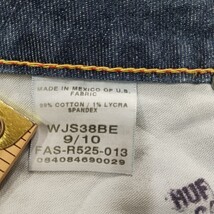 MADE IN MEXICO OF U.S.
FABRIC
99% COTTON / 1% LYCRA
SPANDEX
WJS38BE
9/10
FAS-R525-013
084084690029